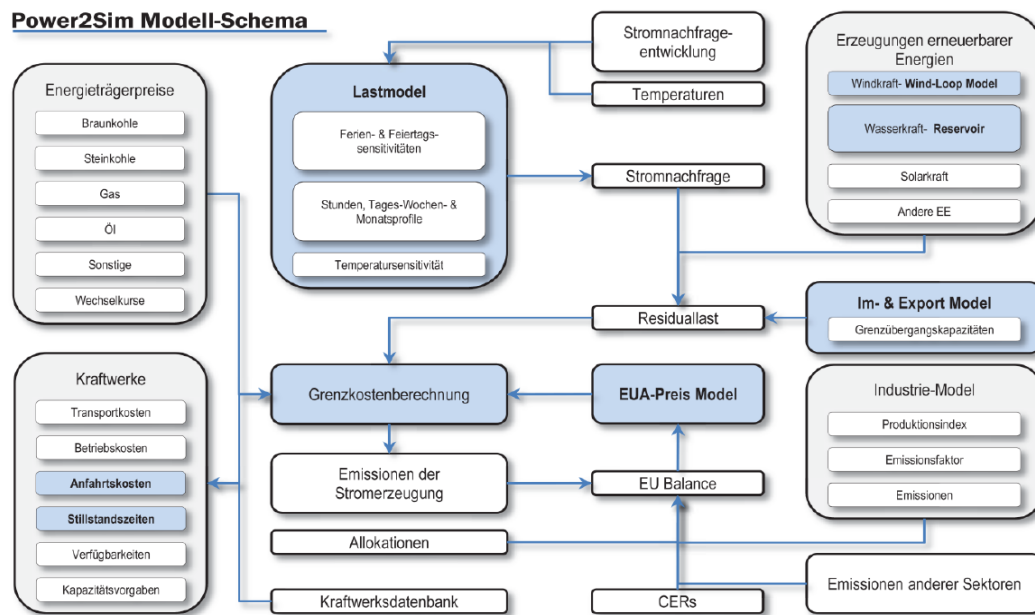 Power2Sim Modell-Schema
Energieträgerpreise
Braunkohle
Steinkohle
Gas
Öl
Sonstige
Wechselkurse
Kraftwerke
Transportkosten
Betriebskosten
Anfahrtskosten
Stillstandszeiten
Verfügbarkeiten
Kapazitätsvorgaben
Lastmodel
Ferien- & Feiertags-
sensitivitäten
Stunden, Tages-Wochen- &
Monatsprofile
Temperatursensitivität
Grenzkostenberechnung
Emissionen der
Stromerzeugung
Allokationen
Kraftwerksdatenbank
Stromnachfrage-
entwicklung
Temperaturen
Stromnachfrage
Residuallast
EUA-Preis Model
EU Balance
CERs
Erzeugungen erneuerbarer
Energien
Windkraft- Wind-Loop Model
Wasserkraft- Reservoir
Solarkraft
Andere EE
Im- & Export Model
Grenzübergangskapazitäten
Industrie-Model
Produktionsindex
Emissionsfaktor
Emissionen
Emissionen anderer Sektoren